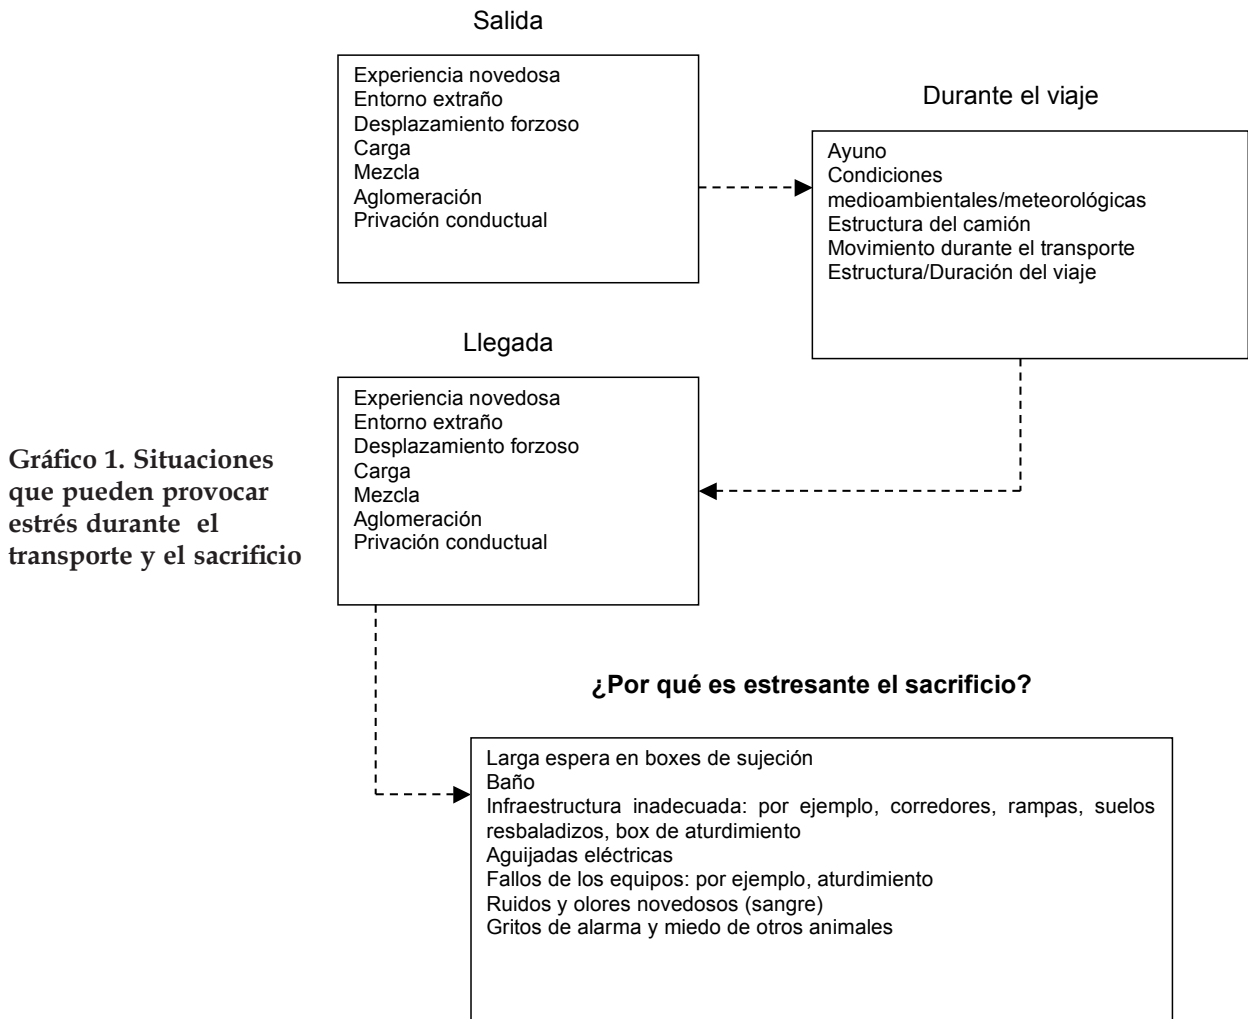 Salida
Experiencia novedosa
Entorno extraño
Desplazamiento forzoso
Carga
Mezcla
Aglomeración
Privación conductual
Durante el viaje
Ayuno
Condiciones
medioambientales/meteorológicas
Estructura del camión
Movimiento durante el transporte
Estructura/Duración del viaje
Llegada
Experiencia novedosa
Entorno extraño
Desplazamiento forzoso
Carga
Mezcla
Aglomeración
Privación conductual
Gráfico 1. Situaciones
que pueden provocar
estrés durante el
transporte y el sacrificio
¿Por qué es estresante el sacrificio?
Larga espera en boxes de sujeción
Baño
Infraestructura inadecuada: por ejemplo, corredores, rampas, suelos
resbaladizos, box de aturdimiento
Aguijadas eléctricas
Fallos de los equipos: por ejemplo, aturdimiento
Ruidos y olores novedosos (sangre)
Gritos de alarma y miedo de otros animales